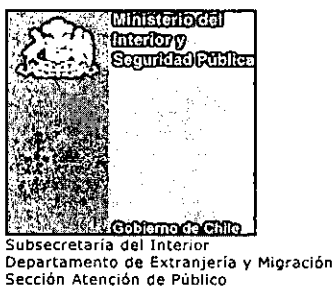 Ministerio del
Interior y
Seguridad Pública
Gobierno de Chile
Subsecretaría del Interior
Departamento de Extranjería y Migración
Sección Atención de Público